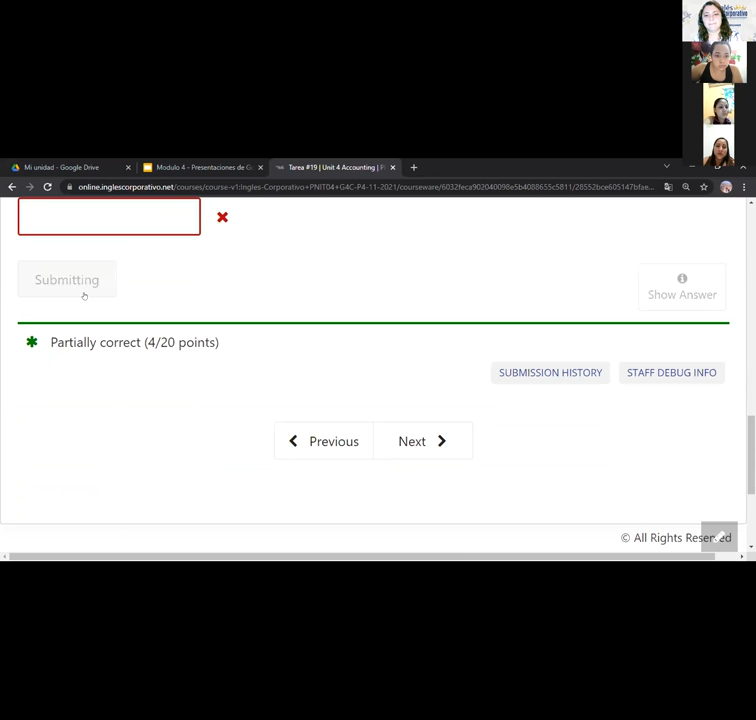 Mi unidad - Google Drive
Modulo 4 - Presentaciones de G
Tarea #19 | Unit 4 Accounting | P
online.inglescorporativo.net/courses/course-v1:Ingles-Corporativo+PNIT04+G4C-P4-11-2021/courseware/6032feca902040098e5b4088655c5811/28552bce605147bfae...
Submitting
Show Answer
Partially correct (4/20 points)
SUBMISSION HISTORY
STAFF DEBUG INFO
Previous
Next
© All Rights Reserved